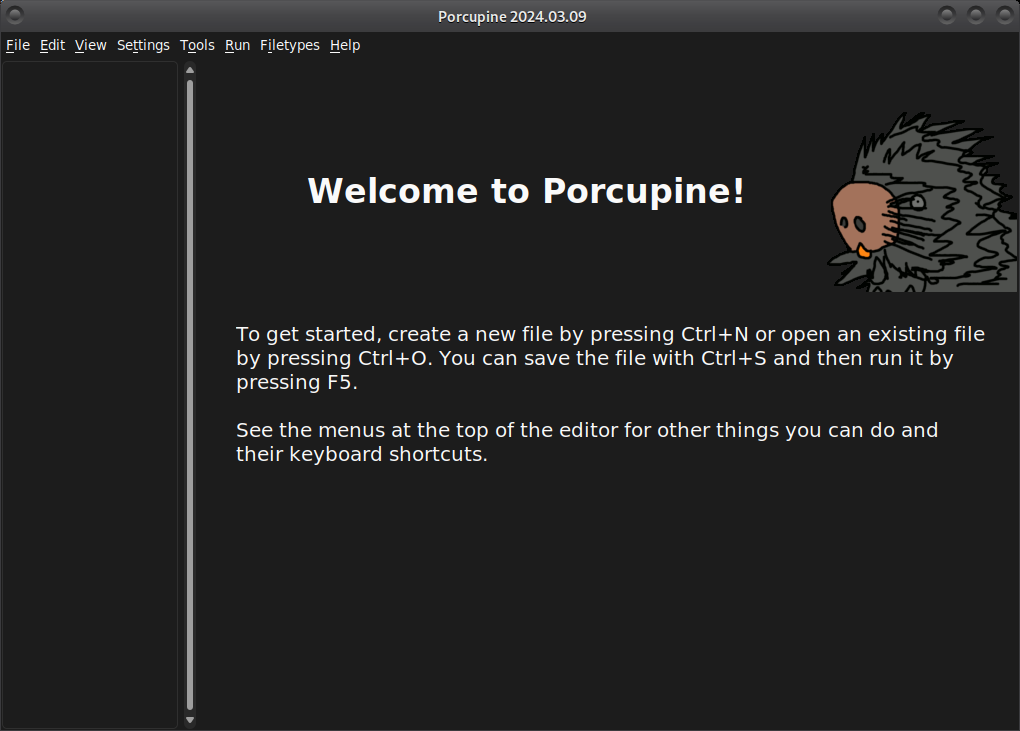 Porcupine 2024.03.09
File Edit View Settings Tools Run Filetypes Help
Welcome to Porcupine!
To get started, create a new file by pressing Ctrl+N or open an existing file
by pressing Ctrl+O. You can save the file with Ctrl+S and then run it by
pressing F5.
See the menus at the top of the editor for other things you can do and
their keyboard shortcuts.